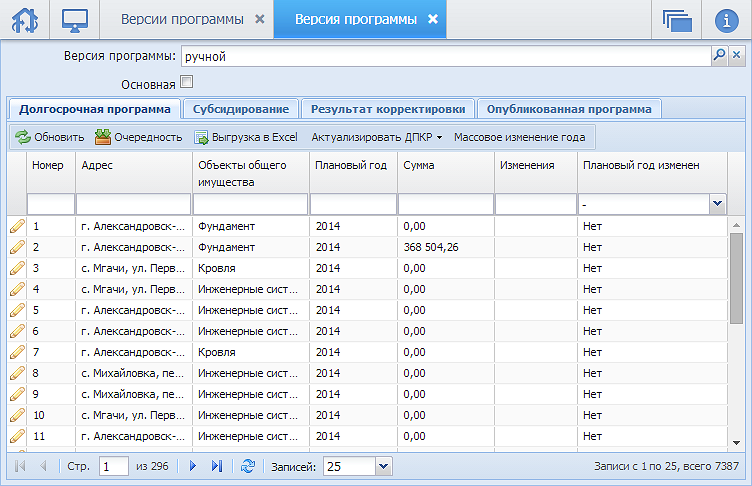 Версии программы Версия программы
Версия программы: ручной
Основная
Долгосрочная программа Субсидирование Результат корректировки Опубликованная программа
Обновить Очередность Выгрузка в Excel Актуализировать ДПКР Массовое изменение года
Номер Адрес Объекты общего имущества Плановый год Сумма Изменения Плановый год изменен
-
1 г. Александровск-... Фундамент 2014 0,00 Нет
2 г. Александровск-... Фундамент 2014 368 504,26 Нет
3 с. Мгачи, ул. Перв... Кровля 2014 0,00 Нет
4 с. Мгачи, ул. Перв... Инженерные сист... 2014 0,00 Нет
5 г. Александровск-... Инженерные сист... 2014 0,00 Нет
6 г. Александровск-... Инженерные сист... 2014 0,00 Нет
7 г. Александровск-... Кровля 2014 0,00 Нет
8 с. Михайловка, пе... Инженерные сист... 2014 0,00 Нет
9 с. Михайловка, пе... Инженерные сист... 2014 0,00 Нет
10 с. Мгачи, ул. Перв... Инженерные сист... 2014 0,00 Нет
11 г. Александровск-... Инженерные сист... 2014 0,00 Нет
Стр. 1 из 296 Записей: 25 Записи с 1 по 25, всего 7387